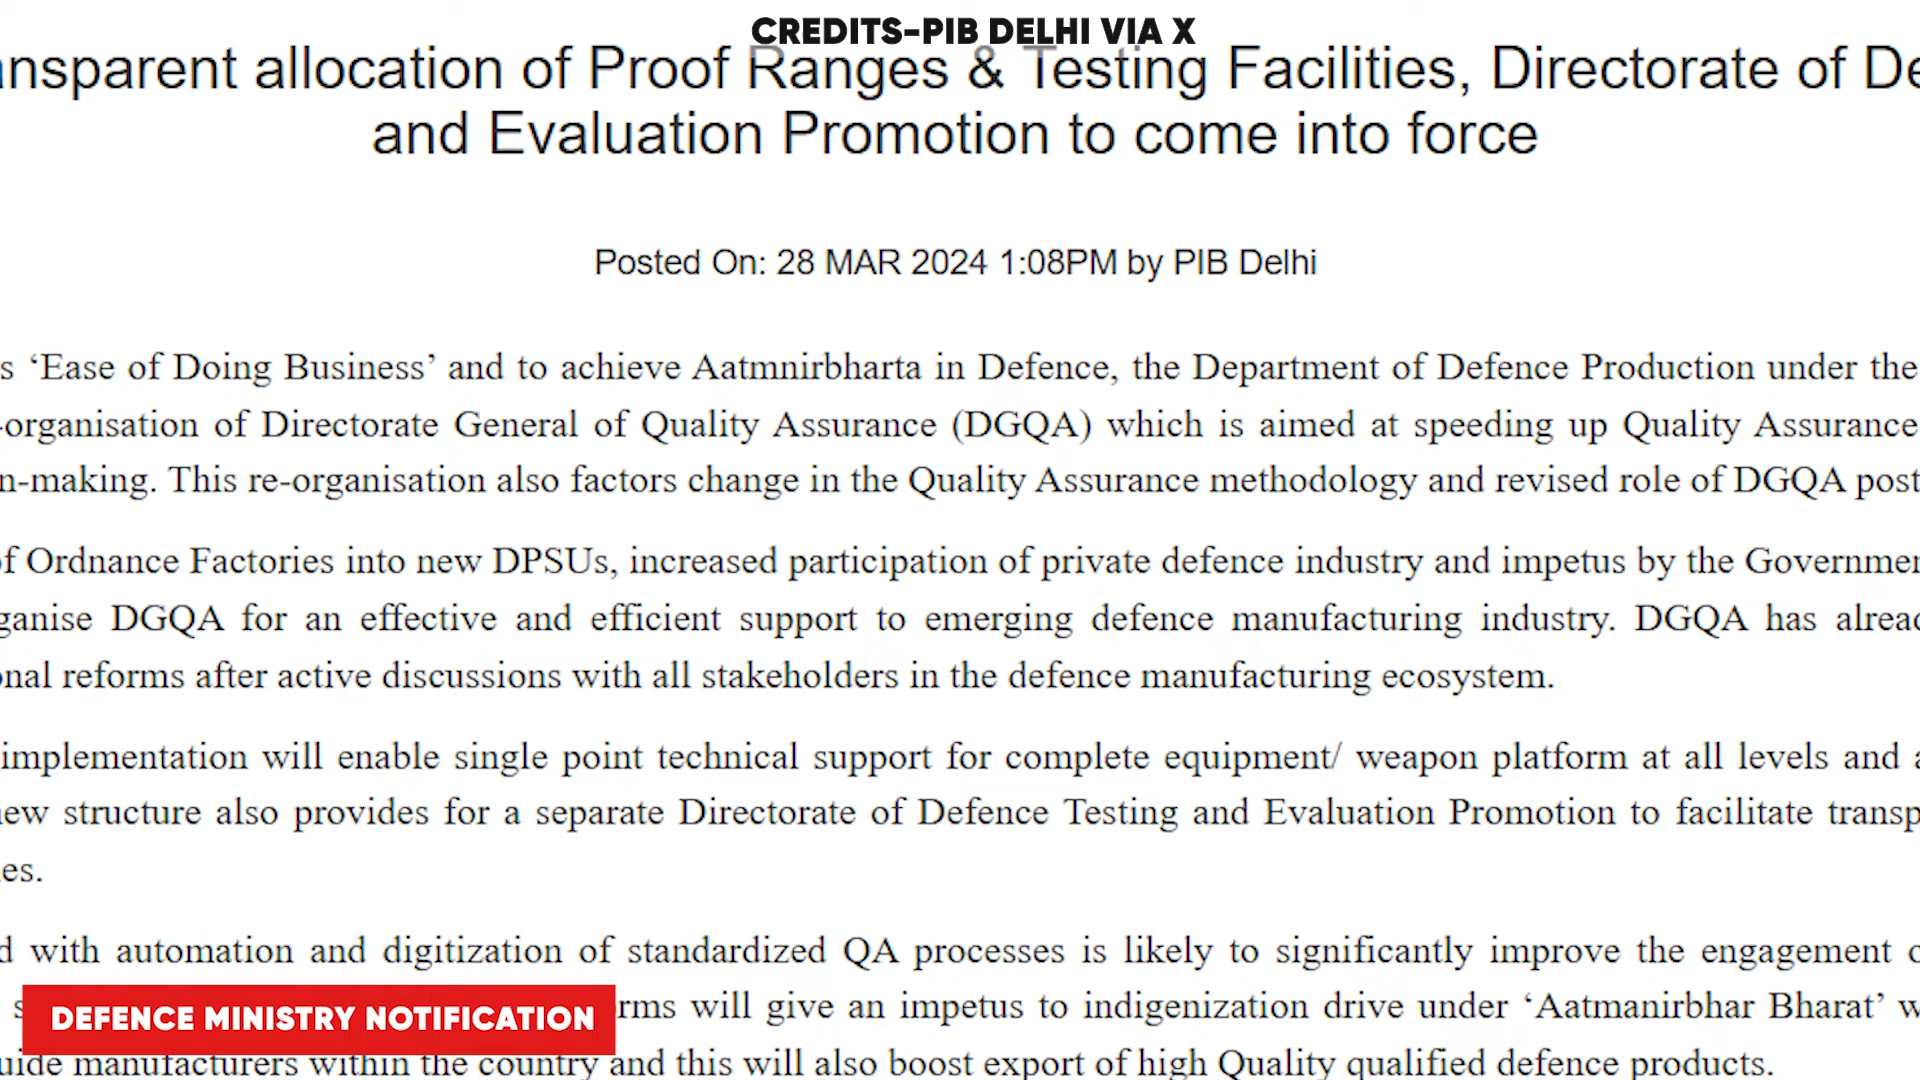 CREDITS-PIB DELHI VIA X
nsparent allocation of Proof Ranges & Testing Facilities, Directorate of De
and Evaluation Promotion to come into force
Posted On: 28 MAR 2024 1:08PM by PIB Delhi
s ‘Ease of Doing Business’ and to achieve Aatmnirbharta in Defence, the Department of Defence Production under the
-organisation of Directorate General of Quality Assurance (DGQA) which is aimed at speeding up Quality Assurance
n-making. This re-organisation also factors change in the Quality Assurance methodology and revised role of DGQA post
of Ordnance Factories into new DPSUs, increased participation of private defence industry and impetus by the Governmen
ganise DGQA for an effective and efficient support to emerging defence manufacturing industry. DGQA has alread
onal reforms after active discussions with all stakeholders in the defence manufacturing ecosystem.
implementation will enable single point technical support for complete equipment/ weapon platform at all levels and a
ew structure also provides for a separate Directorate of Defence Testing and Evaluation Promotion to facilitate transp
es.
d with automation and digitization of standardized QA processes is likely to significantly improve the engagement o
s
rms will give an impetus to indigenization drive under ‘Aatmanirbhar Bharat’ w
DEFENCE MINISTRY NOTIFICATION
uide manufacturers within the country and this will also boost export of high Quality qualified defence products.